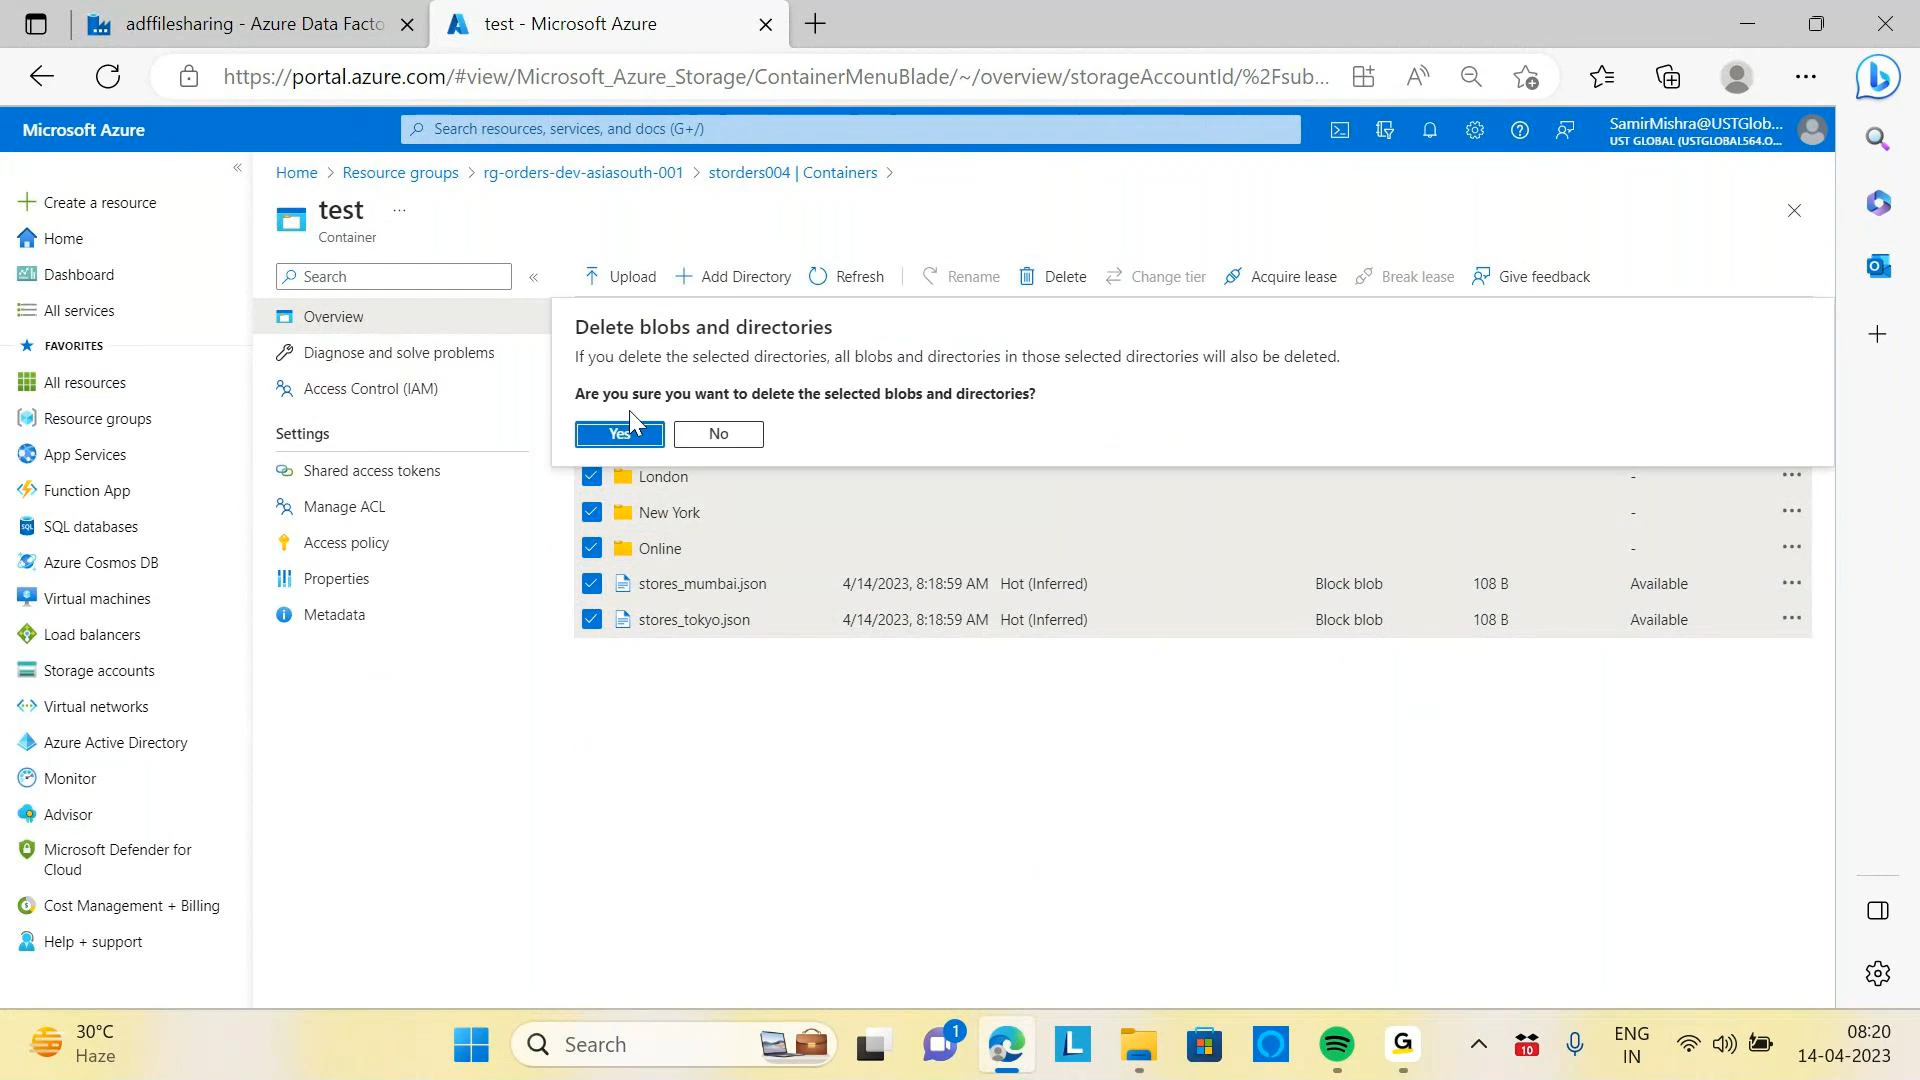 adffilesharing - Azure Data Facto
test - Microsoft Azure
https://portal.azure.com/#view/Microsoft_Azure_Storage/ContainerMenuBlade/~/overview/storageAccountId/%2Fsub...
Microsoft Azure
Search resources, services, and docs (G+/)
SamirMishra@USTGlob...
UST GLOBAL (USTGLOBAL564.O...
Home > Resource groups > rg-orders-dev-asiasouth-001 > storders004 | Containers >
test ...
Container
Create a resource
Home
Dashboard
All services
FAVORITES
All resources
Resource groups
App Services
Function App
SQL databases
Azure Cosmos DB
Virtual machines
Load balancers
Storage accounts
Virtual networks
Azure Active Directory
Monitor
Advisor
Microsoft Defender for
Cloud
Cost Management + Billing
Help + support
Search
Overview
Diagnose and solve problems
Access Control (IAM)
Settings
Shared access tokens
Manage ACL
Access policy
Properties
Metadata
Upload Add Directory Refresh Rename Delete Change tier Acquire lease Break lease Give feedback
Delete blobs and directories
If you delete the selected directories, all blobs and directories in those selected directories will also be deleted.
Are you sure you want to delete the selected blobs and directories?
Yes No
London - ...
New York - ...
Online - ...
stores_mumbai.json 4/14/2023, 8:18:59 AM Hot (Inferred) Block blob 108 B Available ...
stores_tokyo.json 4/14/2023, 8:18:59 AM Hot (Inferred) Block blob 108 B Available ...
30°C
Haze
Search
1
L
G
10
ENG
IN
08:20
14-04-2023